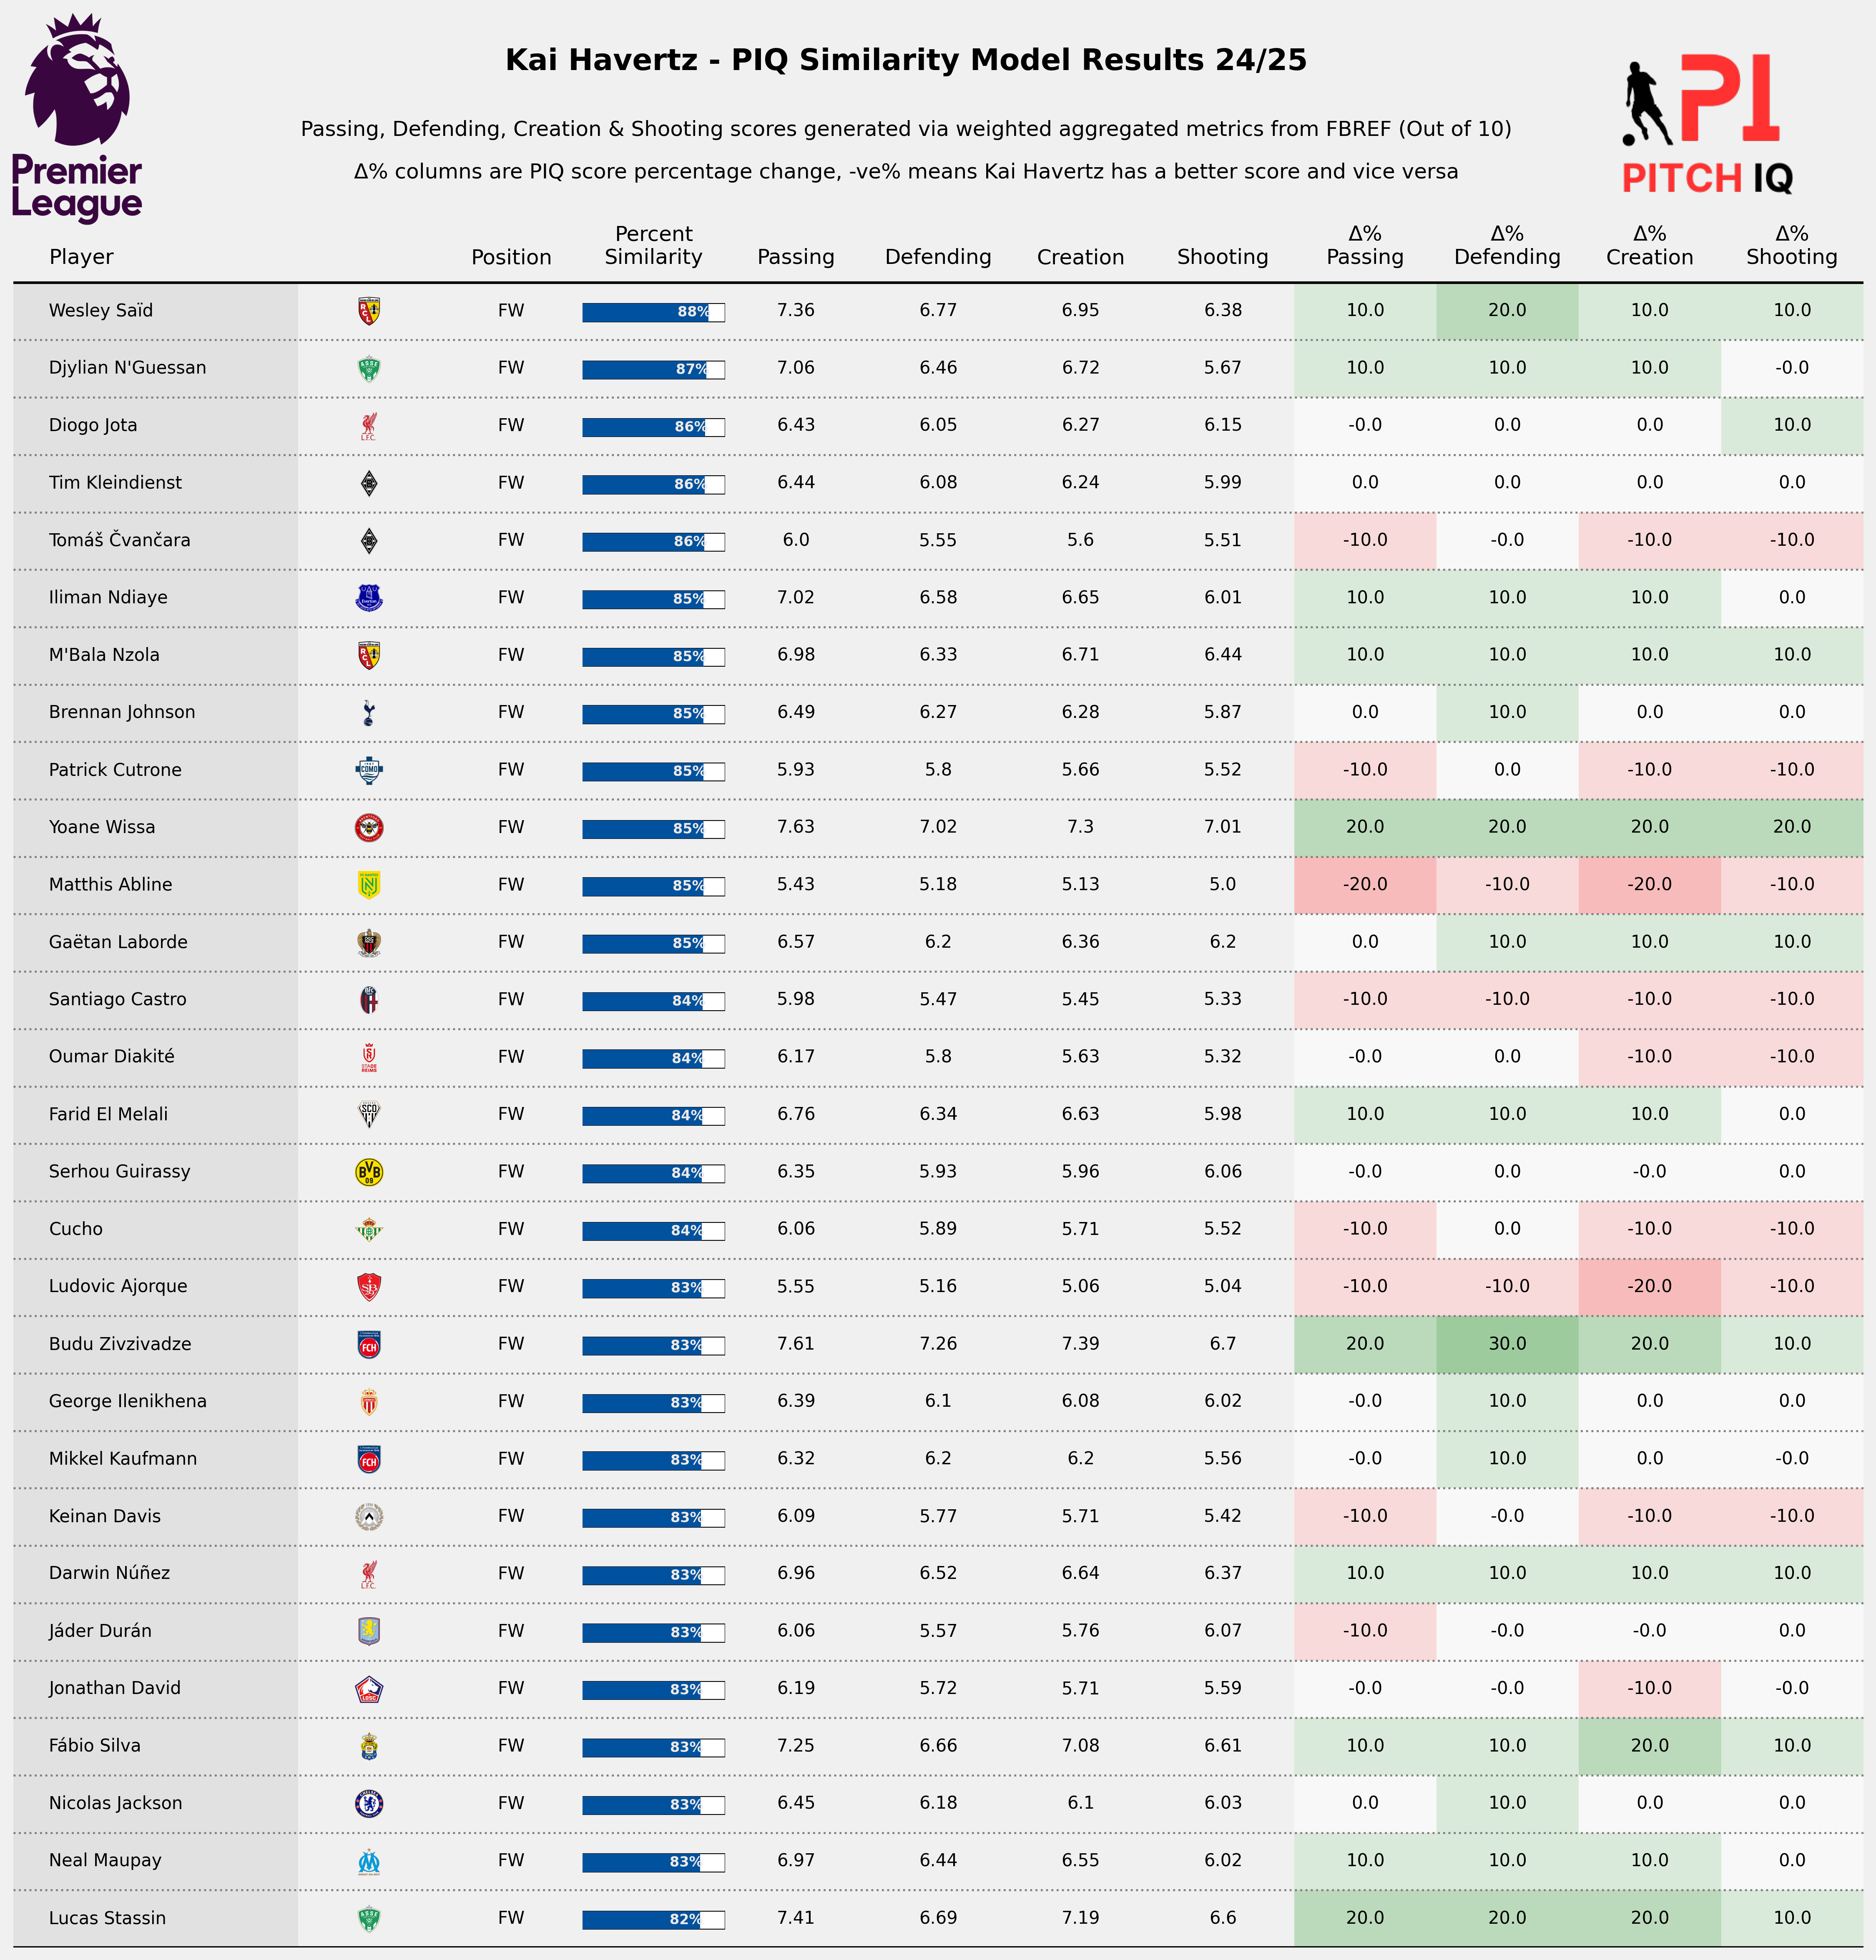 Kai Havertz - PIQ Similarity Model Results 24/25
Passing, Defending, Creation & Shooting scores generated via weighted aggregated metrics from FBREF (Out of 10)
Δ% columns are PIQ score percentage change, -ve% means Kai Havertz has a better score and vice versa
Premier
League
PI
PITCH IQ
Player Position Percent Similarity Passing Defending Creation Shooting Δ% Passing Δ% Defending Δ% Creation Δ% Shooting
Wesley Saïd FW 88% 7.36 6.77 6.95 6.38 10.0 20.0 10.0 10.0
Djylian N'Guessan FW 87% 7.06 6.46 6.72 5.67 10.0 10.0 10.0 -0.0
Diogo Jota L.F.C. FW 86% 6.43 6.05 6.27 6.15 -0.0 0.0 0.0 10.0
Tim Kleindienst FW 86% 6.44 6.08 6.24 5.99 0.0 0.0 0.0 0.0
Tomáš Čvančara FW 86% 6.0 5.55 5.6 5.51 -10.0 -0.0 -10.0 -10.0
Iliman Ndiaye FW 85% 7.02 6.58 6.65 6.01 10.0 10.0 10.0 0.0
M'Bala Nzola FW 85% 6.98 6.33 6.71 6.44 10.0 10.0 10.0 10.0
Brennan Johnson FW 85% 6.49 6.27 6.28 5.87 0.0 10.0 0.0 0.0
Patrick Cutrone COMO FW 85% 5.93 5.8 5.66 5.52 -10.0 0.0 -10.0 -10.0
Yoane Wissa FW 85% 7.63 7.02 7.3 7.01 20.0 20.0 20.0 20.0
Matthis Abline FW 85% 5.43 5.18 5.13 5.0 -20.0 -10.0 -20.0 -10.0
Gaëtan Laborde FW 85% 6.57 6.2 6.36 6.2 0.0 10.0 10.0 10.0
Santiago Castro FW 84% 5.98 5.47 5.45 5.33 -10.0 -10.0 -10.0 -10.0
Oumar Diakité STADE REIMS FW 84% 6.17 5.8 5.63 5.32 -0.0 0.0 -10.0 -10.0
Farid El Melali SCO FW 84% 6.76 6.34 6.63 5.98 10.0 10.0 10.0 0.0
Serhou Guirassy BVB 09 FW 84% 6.35 5.93 5.96 6.06 -0.0 0.0 -0.0 0.0
Cucho FW 84% 6.06 5.89 5.71 5.52 -10.0 0.0 -10.0 -10.0
Ludovic Ajorque FW 83% 5.55 5.16 5.06 5.04 -10.0 -10.0 -20.0 -10.0
Budu Zivzivadze FCH FW 83% 7.61 7.26 7.39 6.7 20.0 30.0 20.0 10.0
George Ilenikhena FW 83% 6.39 6.1 6.08 6.02 -0.0 10.0 0.0 0.0
Mikkel Kaufmann FCH FW 83% 6.32 6.2 6.2 5.56 -0.0 10.0 0.0 -0.0
Keinan Davis FW 83% 6.09 5.77 5.71 5.42 -10.0 -0.0 -10.0 -10.0
Darwin Núñez L.F.C. FW 83% 6.96 6.52 6.64 6.37 10.0 10.0 10.0 10.0
Jáder Durán FW 83% 6.06 5.57 5.76 6.07 -10.0 -0.0 -0.0 0.0
Jonathan David LOSC FW 83% 6.19 5.72 5.71 5.59 -0.0 -0.0 -10.0 -0.0
Fábio Silva FW 83% 7.25 6.66 7.08 6.61 10.0 10.0 20.0 10.0
Nicolas Jackson FW 83% 6.45 6.18 6.1 6.03 0.0 10.0 0.0 0.0
Neal Maupay FW 83% 6.97 6.44 6.55 6.02 10.0 10.0 10.0 0.0
Lucas Stassin FW 82% 7.41 6.69 7.19 6.6 20.0 20.0 20.0 10.0